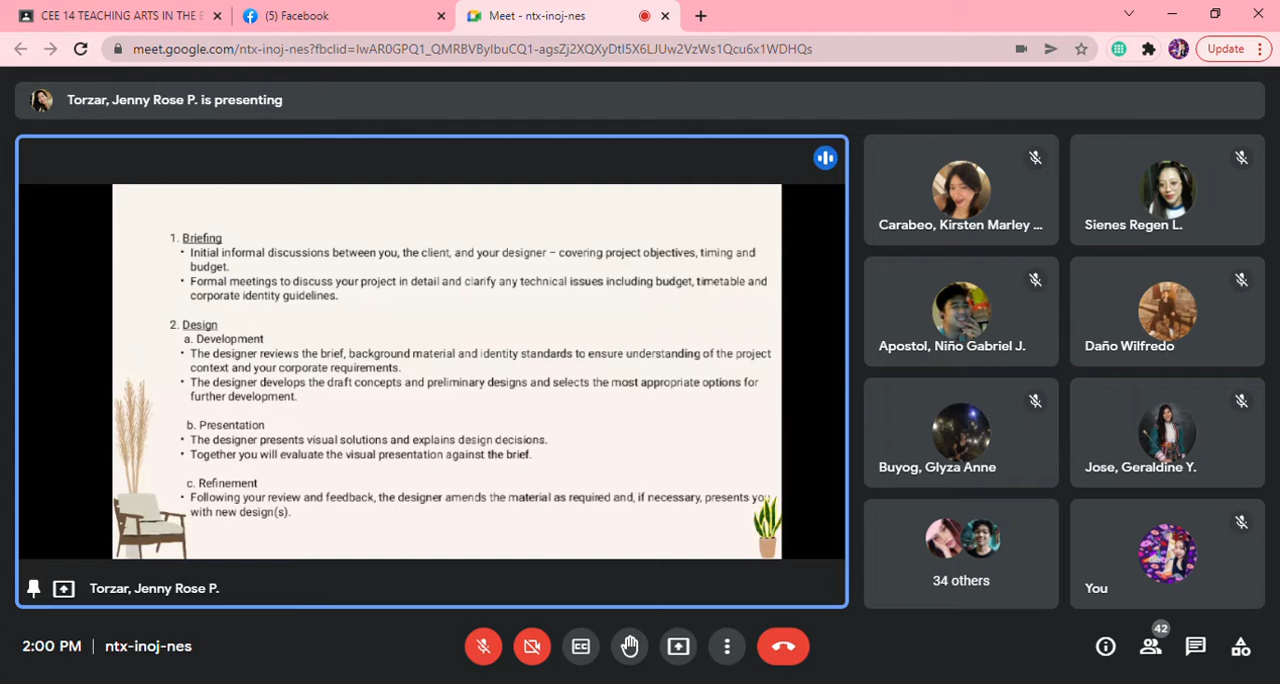 CEE 14 TEACHING ARTS IN THE E
(5) Facebook
Meet - ntx-inoj-nes
meet.google.com/ntx-inoj-nes?fbclid=IwAR0GPQ1_QMRBVByIbuCQ1-agsZj2XQXyDtI5X6LJUw2VzWs1Qcu6x1WDHQs
Update
Torzar, Jenny Rose P. is presenting
1. Briefing
• Initial informal discussions between you, the client, and your designer – covering project objectives, timing and
budget.
• Formal meetings to discuss your project in detail and clarify any technical issues including budget, timetable and
corporate identity guidelines.
2. Design
a. Development
• The designer reviews the brief, background material and identity standards to ensure understanding of the project
context and your corporate requirements.
• The designer develops the draft concepts and preliminary designs and selects the most appropriate options for
further development.
b. Presentation
• The designer presents visual solutions and explains design decisions.
• Together you will evaluate the visual presentation against the brief.
c. Refinement
• Following your review and feedback, the designer amends the material as required and, if necessary, presents you
with new design(s).
Torzar, Jenny Rose P.
Carabeo, Kirsten Marley ...
Sienes Regen L.
Apostol, Niño Gabriel J.
Daño Wilfredo
Buyog, Glyza Anne
Jose, Geraldine Y.
34 others
You
2:00 PM | ntx-inoj-nes
CC
42